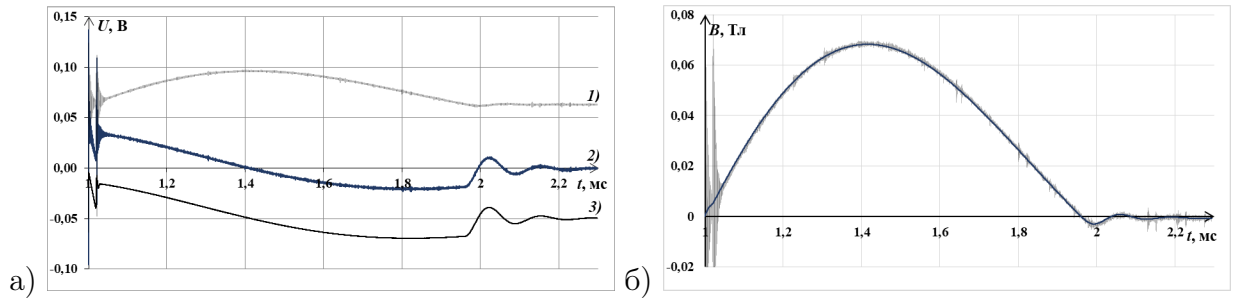 0,15
U, В
0,10
0,05
0,00
-0,05
-0,10
1 1,2 1,4 1,6 1,8 2 2,2 t, мс
1)
2)
3)
а)
0,08
B, Тл
0,06
0,04
0,02
0
-0,02
1 1,2 1,4 1,6 1,8 2 2,2 t, мс
б)